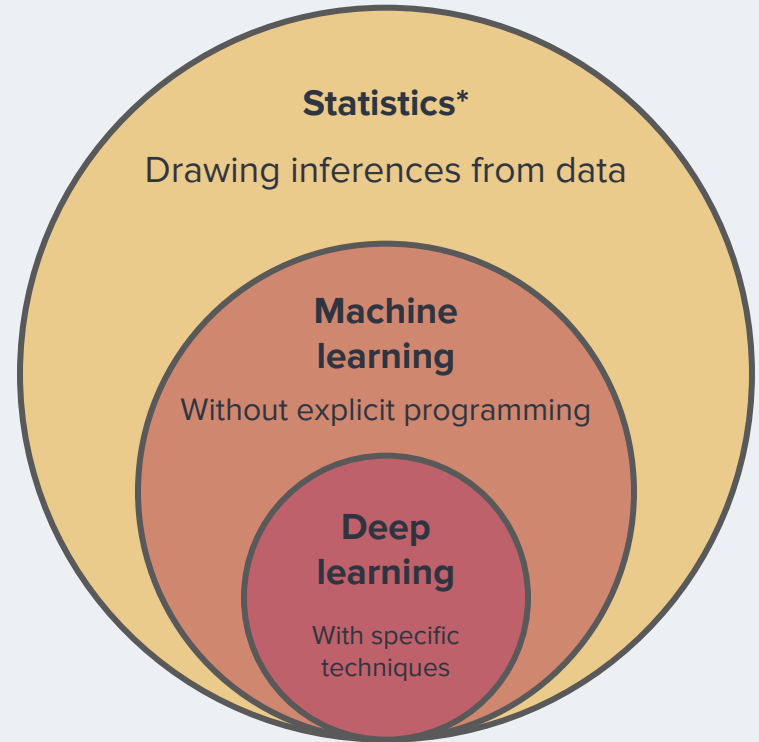 Statistics*
Drawing inferences from data
Machine
learning
Without explicit programming
Deep
learning
With specific
techniques